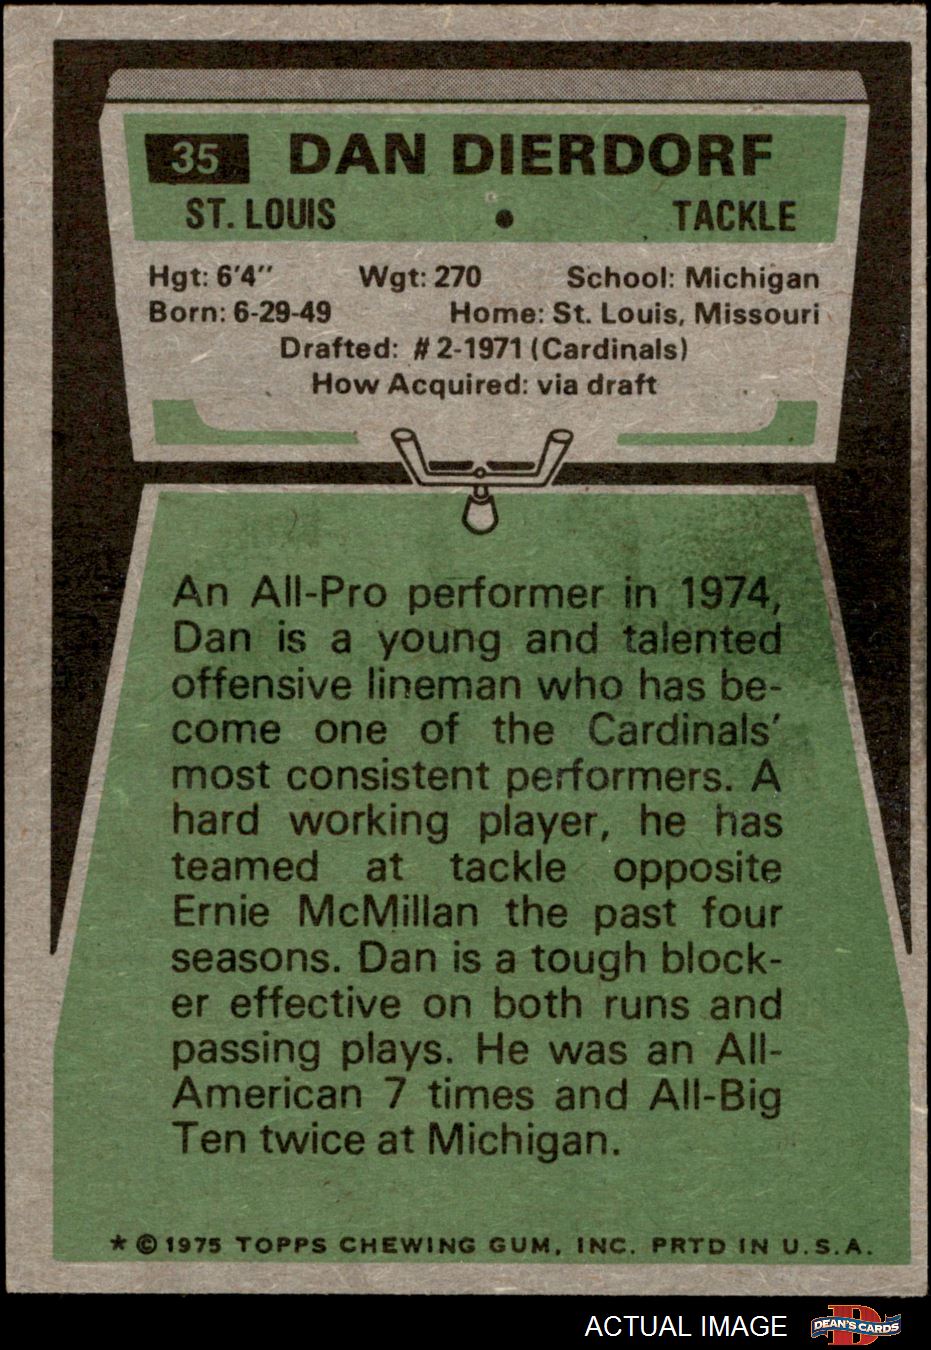 35 DAN DIERDORF
ST. LOUIS • TACKLE
Hgt: 6'4" Wgt: 270 School: Michigan
Born: 6-29-49 Home: St. Louis, Missouri
Drafted: #2-1971 (Cardinals)
How Acquired: via draft
An All-Pro performer in 1974,
Dan is a young and talented
offensive lineman who has be-
come one of the Cardinals'
most consistent performers. A
hard working player, he has
teamed at tackle opposite
Ernie McMillan the past four
seasons. Dan is a tough block-
er effective on both runs and
passing plays. He was an All-
American 7 times and All-Big
Ten twice at Michigan.
* © 1975 TOPPS CHEWING GUM, INC. PRTD IN U.S.A.
ACTUAL IMAGE D DEAN'S CARDS